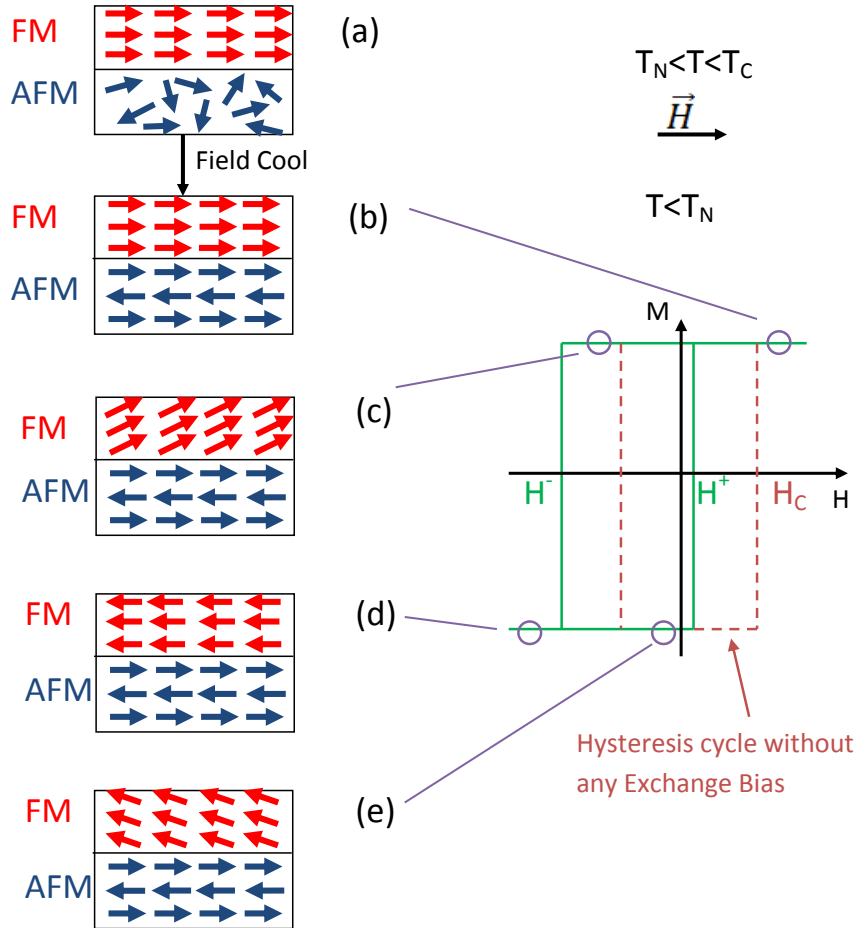 FM
(a)
AFM
T_N<T<T_C
H
Field Cool
FM
(b)
T<T_N
AFM
M
FM
(c)
AFM
H^-
H^+
H_C
H
FM
(d)
AFM
Hysteresis cycle without
any Exchange Bias
FM
(e)
AFM